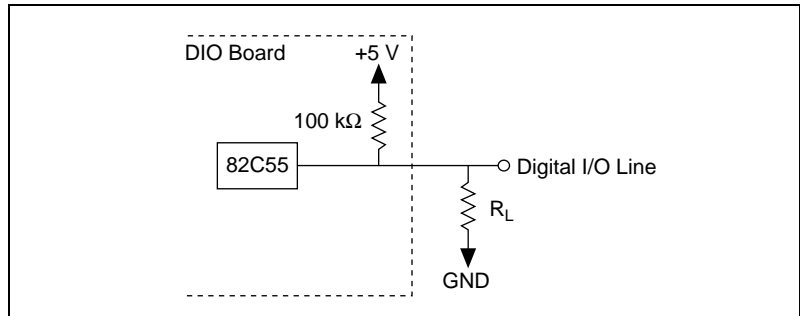 DIO Board
+5 V
100 kΩ
82C55
Digital I/O Line
RL
GND